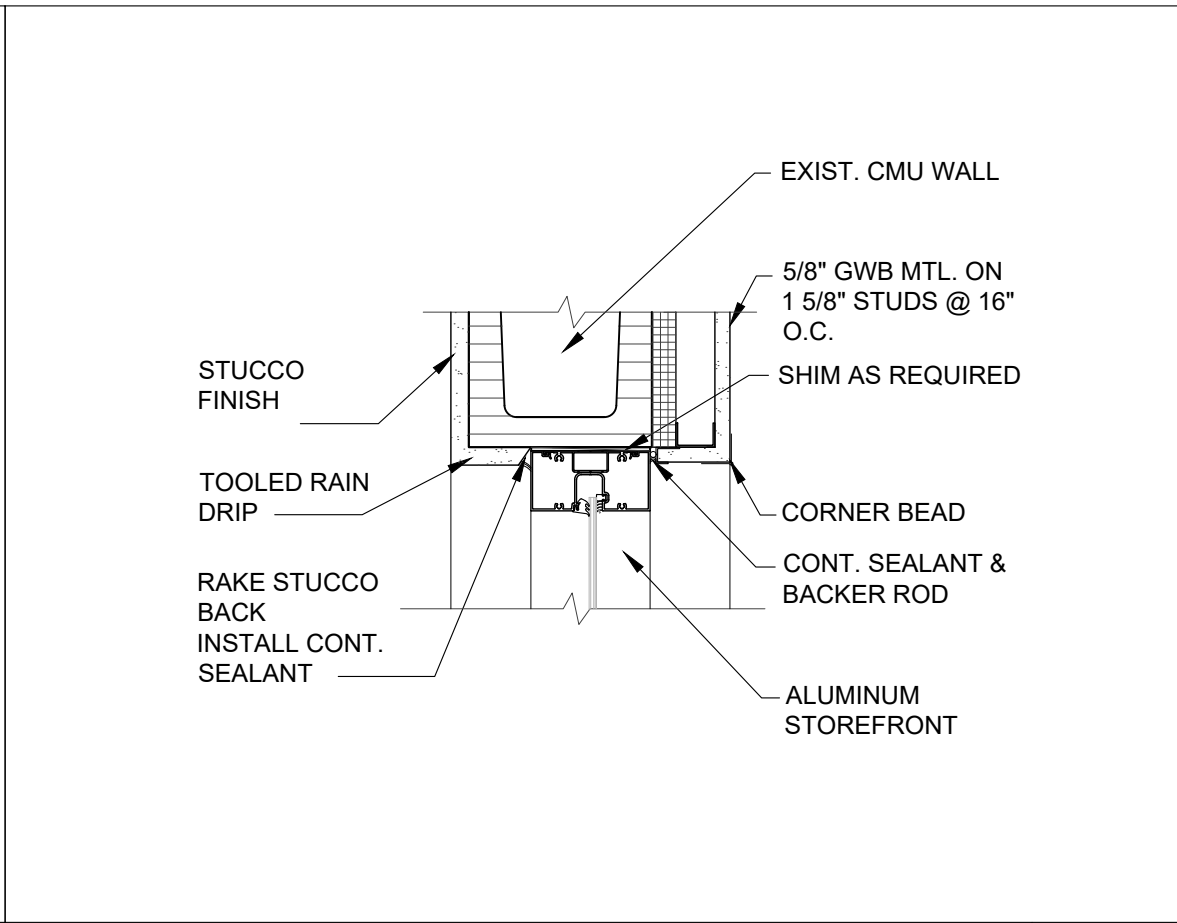 EXIST. CMU WALL
5/8" GWB MTL. ON
1 5/8" STUDS @ 16"
O.C.
SHIM AS REQUIRED
STUCCO
FINISH
TOOLED RAIN
DRIP
CORNER BEAD
CONT. SEALANT &
BACKER ROD
RAKE STUCCO
BACK
INSTALL CONT.
SEALANT
ALUMINUM
STOREFRONT